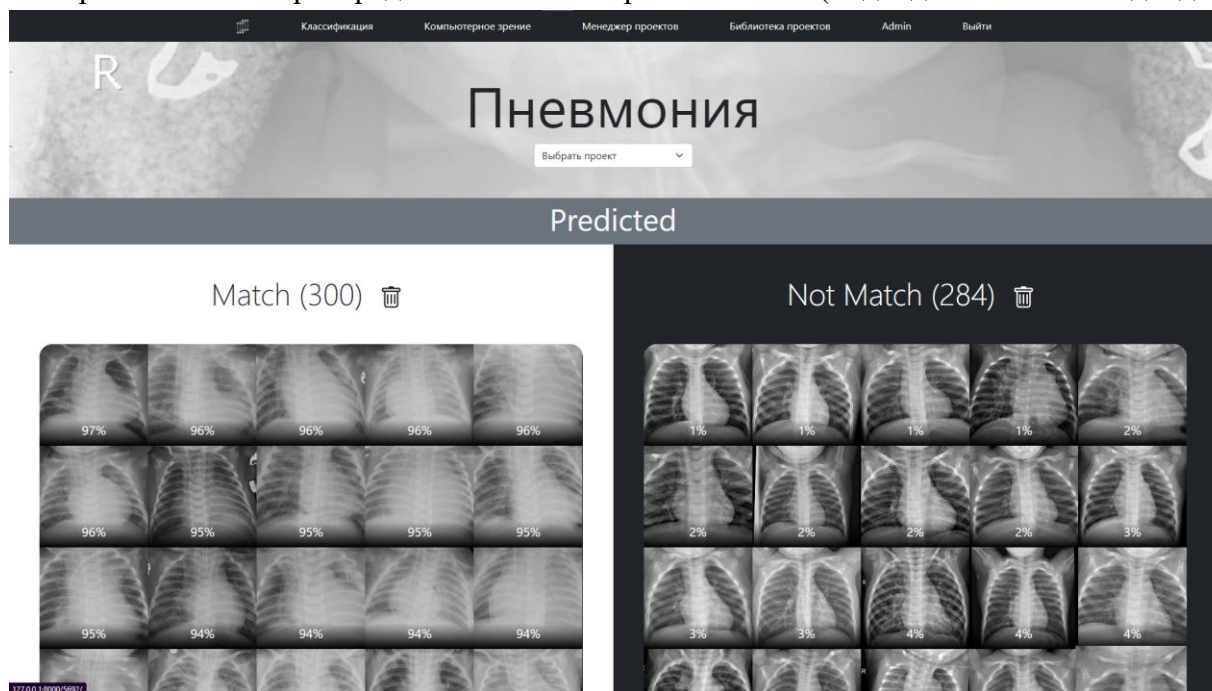 Классификация Компьютерное зрение Менеджер проектов Библиотека проектов Admin Выйти
R
Пневмония
Выбрать проект
Predicted
Match (300)
Not Match (284)
97% 96% 96% 96% 96%
1% 1% 1% 1% 2%
96% 95% 95% 95% 95%
2% 2% 2% 2% 3%
95% 94% 94% 94% 94%
3% 3% 4% 4% 4%
127.0.0.1:8000/5692/